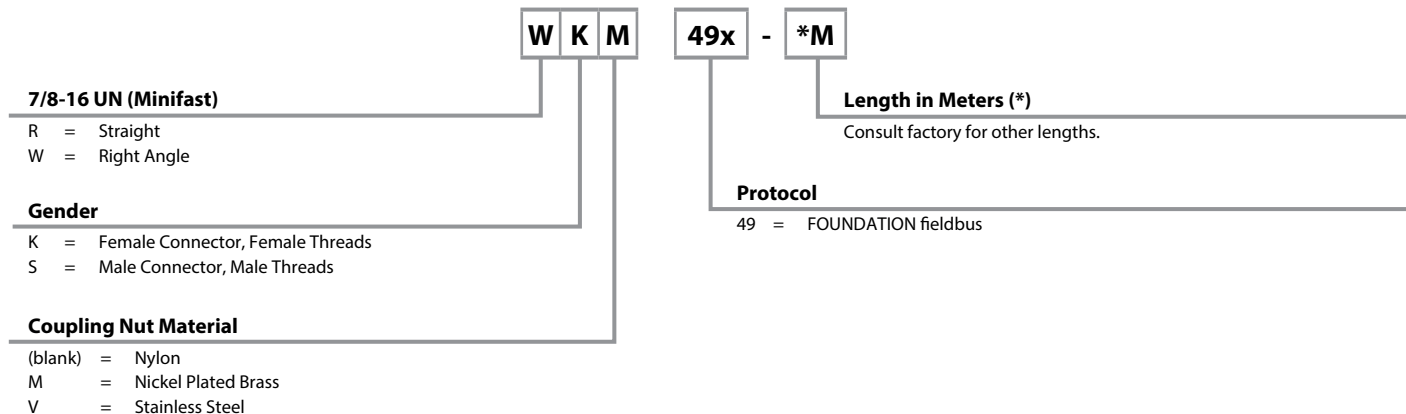 W K M 49x - *M
7/8-16 UN (Minifast)
R = Straight
W = Right Angle
Gender
K = Female Connector, Female Threads
S = Male Connector, Male Threads
Coupling Nut Material
(blank) = Nylon
M = Nickel Plated Brass
V = Stainless Steel
Length in Meters (*)
Consult factory for other lengths.
Protocol
49 = FOUNDATION fieldbus